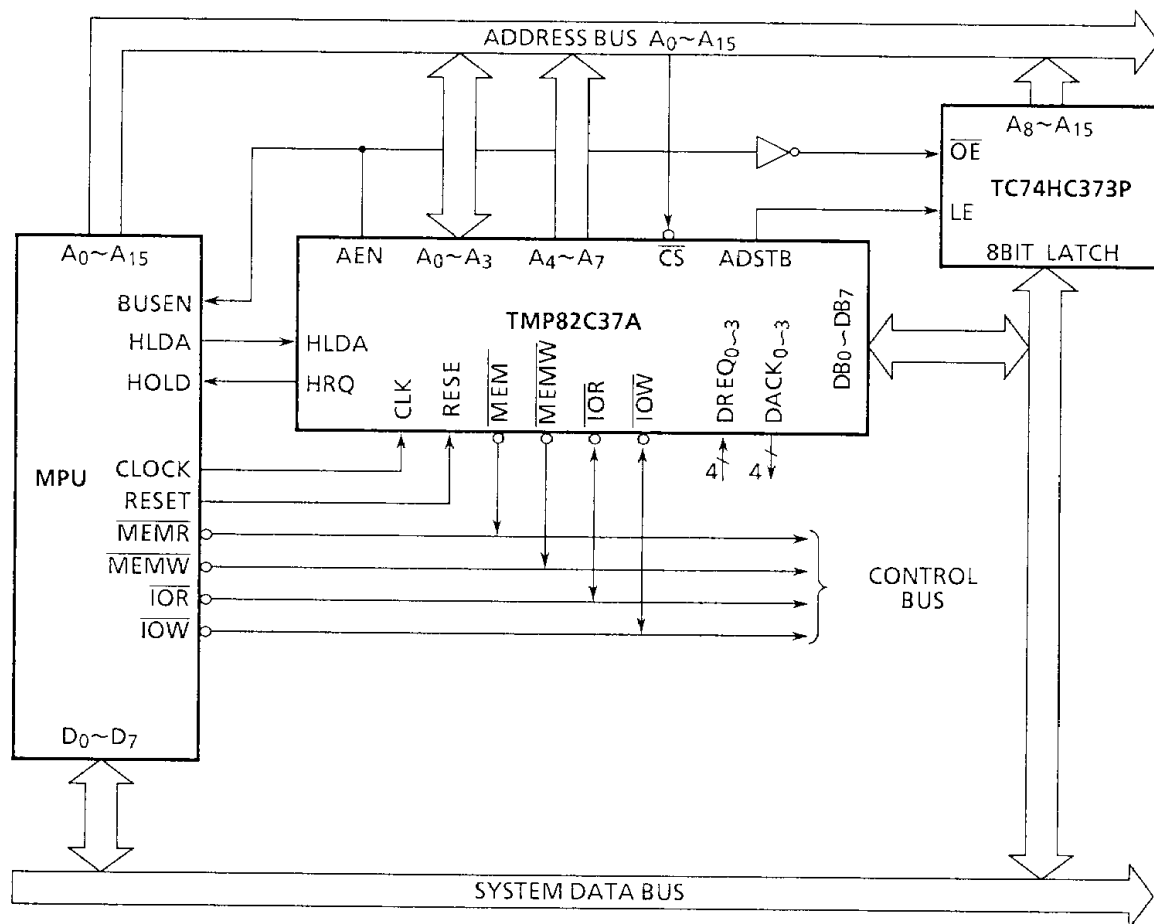 ADDRESS BUS A0~A15
A8~A15
OE
TC74HC373P
LE
8BIT LATCH
A0~A15
BUSEN
HLDA
HOLD
MPU
CLOCK
RESET
MEMR
MEMW
IOR
IOW
D0~D7
AEN
A0~A3
A4~A7
CS
ADSTB
TMP82C37A
HLDA
HRQ
CLK
RESE
MEM
MEMW
IOR
IOW
DREQ0~3
DACK0~3
DB0~DB7
4
4
CONTROL
BUS
SYSTEM DATA BUS